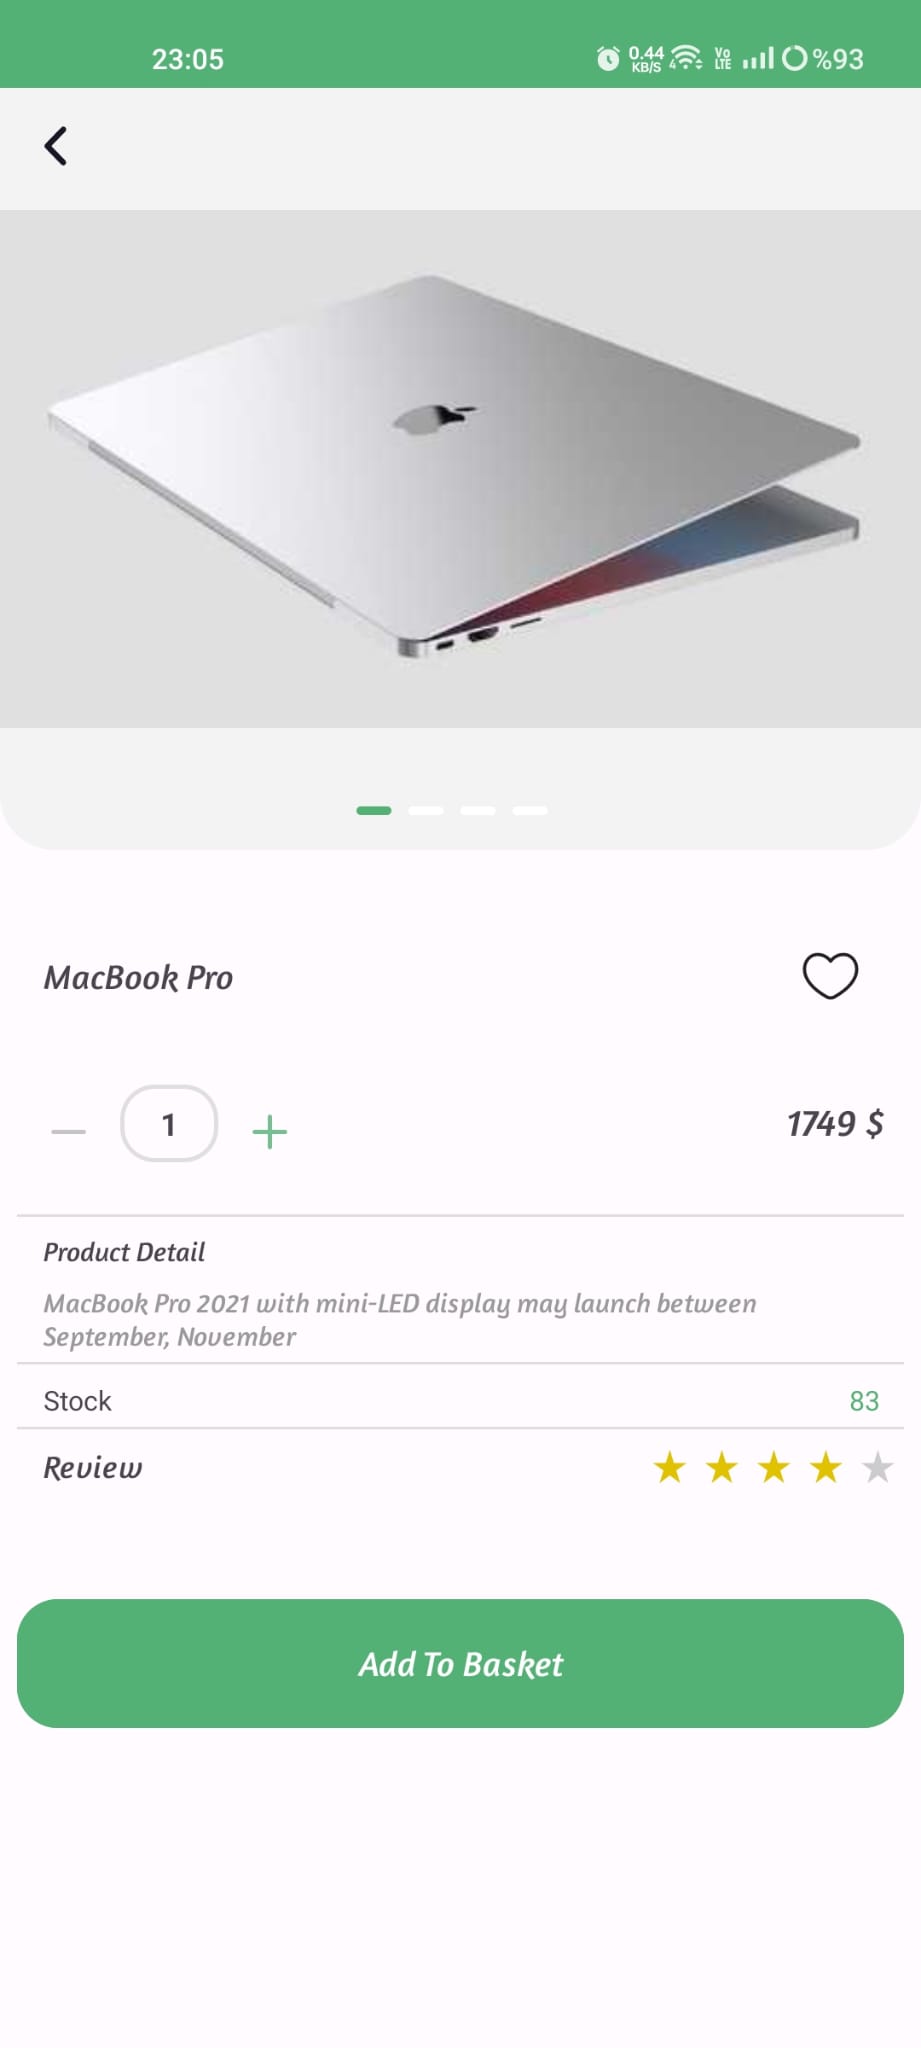 23:05
0.44
KB/S
4
Vo
LTE
%93
MacBook Pro
1
1749 $
Product Detail
MacBook Pro 2021 with mini-LED display may launch between
September, November
Stock
83
Review
Add To Basket